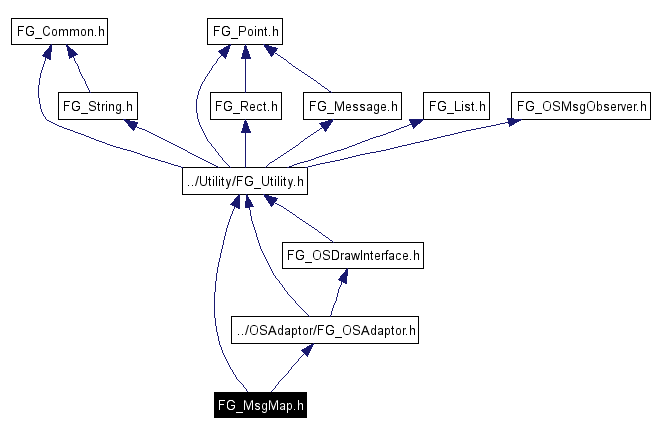 FG_Common.h
FG_Point.h
FG_String.h
FG_Rect.h
FG_Message.h
FG_List.h
FG_OSMsgObserver.h
../Utility/FG_Utility.h
FG_OSDrawInterface.h
../OSAdaptor/FG_OSAdaptor.h
FG_MsgMap.h